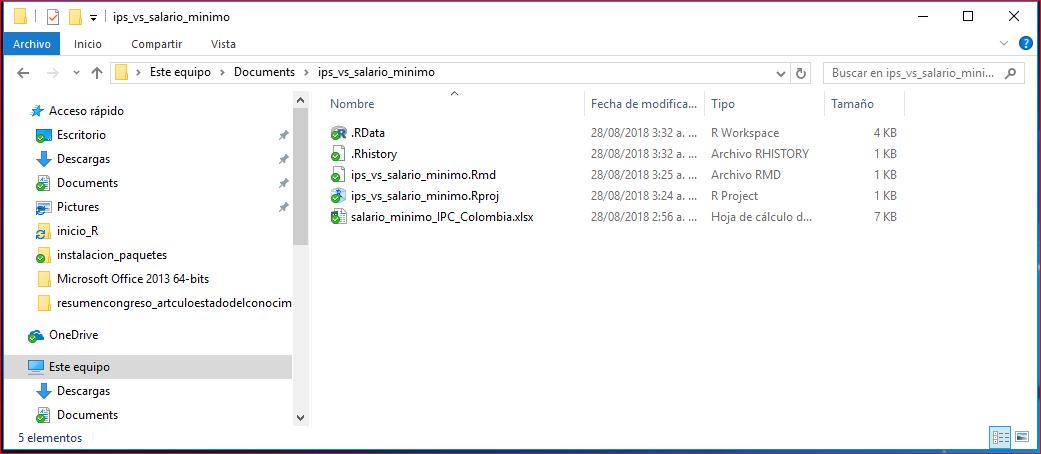 ips_vs_salario_minimo
Archivo Inicio Compartir Vista
Este equipo Documents ips_vs_salario_minimo
Buscar en ips_vs_salario_mini...
Acceso rápido
Escritorio
Descargas
Documents
Pictures
inicio_R
instalacion_paquetes
Microsoft Office 2013 64-bits
resumencongreso_artculoestadodelconocim
OneDrive
Este equipo
Descargas
Documents
Nombre Fecha de modifica... Tipo Tamaño
.RData 28/08/2018 3:32 a. ... R Workspace 4 KB
.Rhistory 28/08/2018 3:32 a. ... Archivo RHISTORY 1 KB
ips_vs_salario_minimo.Rmd 28/08/2018 3:25 a. ... Archivo RMD 1 KB
ips_vs_salario_minimo.Rproj 28/08/2018 3:24 a. ... R Project 1 KB
salario_minimo_IPC_Colombia.xlsx 28/08/2018 2:56 a. ... Hoja de cálculo d... 7 KB
5 elementos